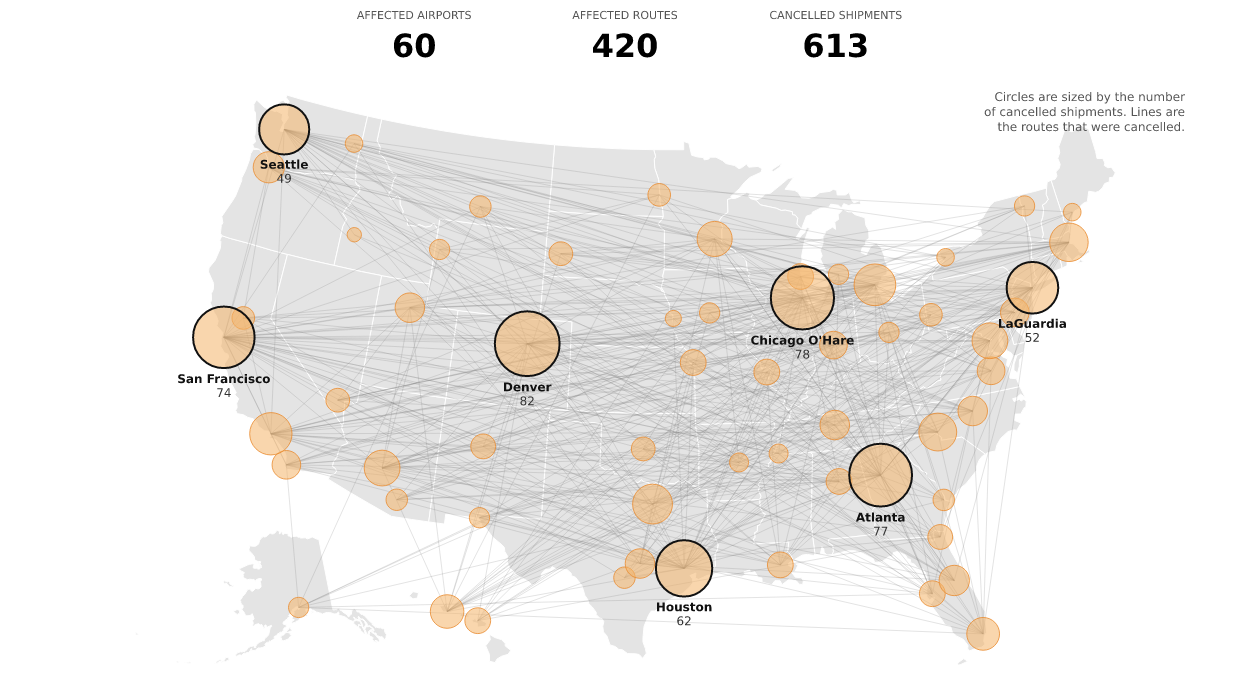 AFFECTED AIRPORTS
60
AFFECTED ROUTES
420
CANCELLED SHIPMENTS
613
Circles are sized by the number
of cancelled shipments. Lines are
the routes that were cancelled.
Seattle
49
LaGuardia
52
Chicago O'Hare
78
San Francisco
74
Denver
82
Atlanta
77
Houston
62